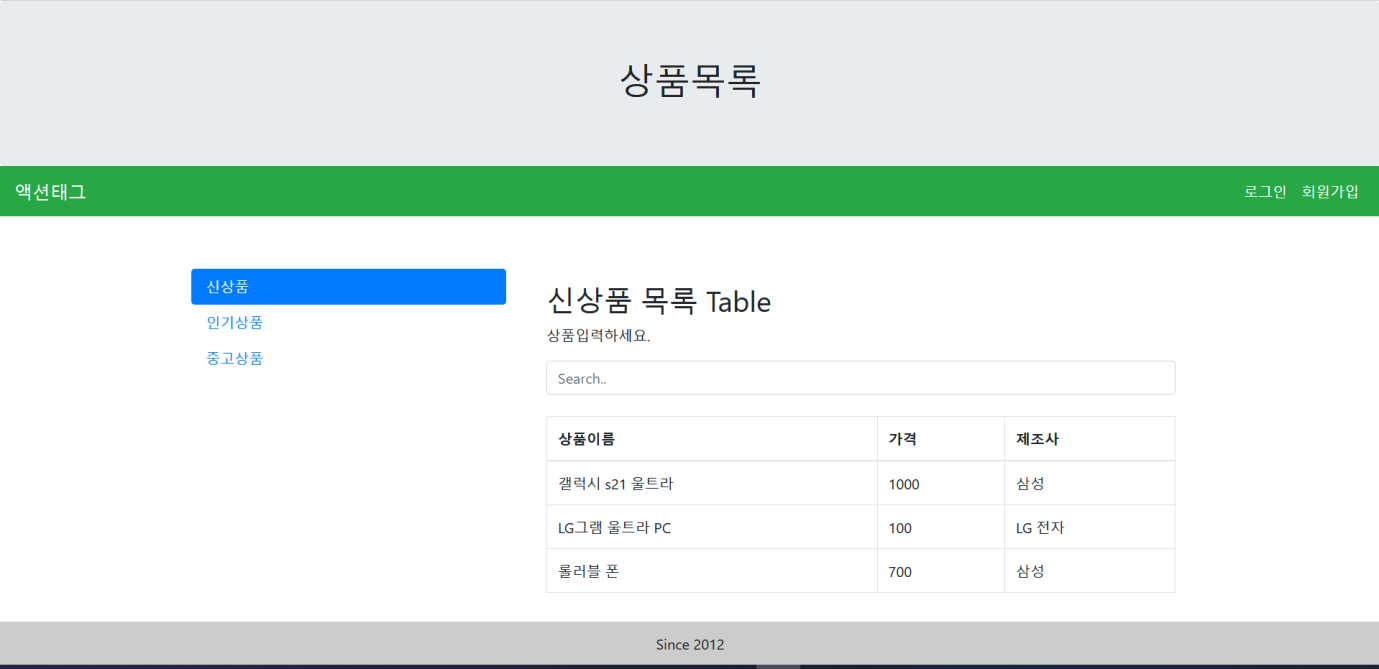 상품목록
액션태그 로그인 회원가입
신상품
인기상품
중고상품
신상품 목록 Table
상품입력하세요.
Search..
상품이름 가격 제조사
갤럭시 s21 울트라 1000 삼성
LG그램 울트라 PC 100 LG 전자
롤러블 폰 700 삼성
Since 2012